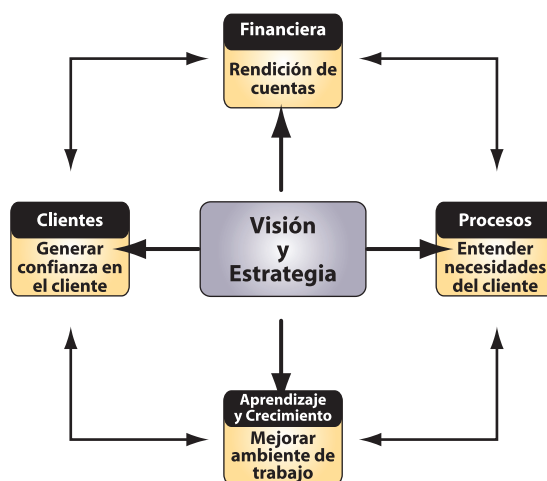 Financiera
Rendición de
cuentas
Clientes
Generar
confianza en
el cliente
Visión
y
Estrategia
Procesos
Entender
necesidades
del cliente
Aprendizaje
y Crecimiento
Mejorar
ambiente de
trabajo